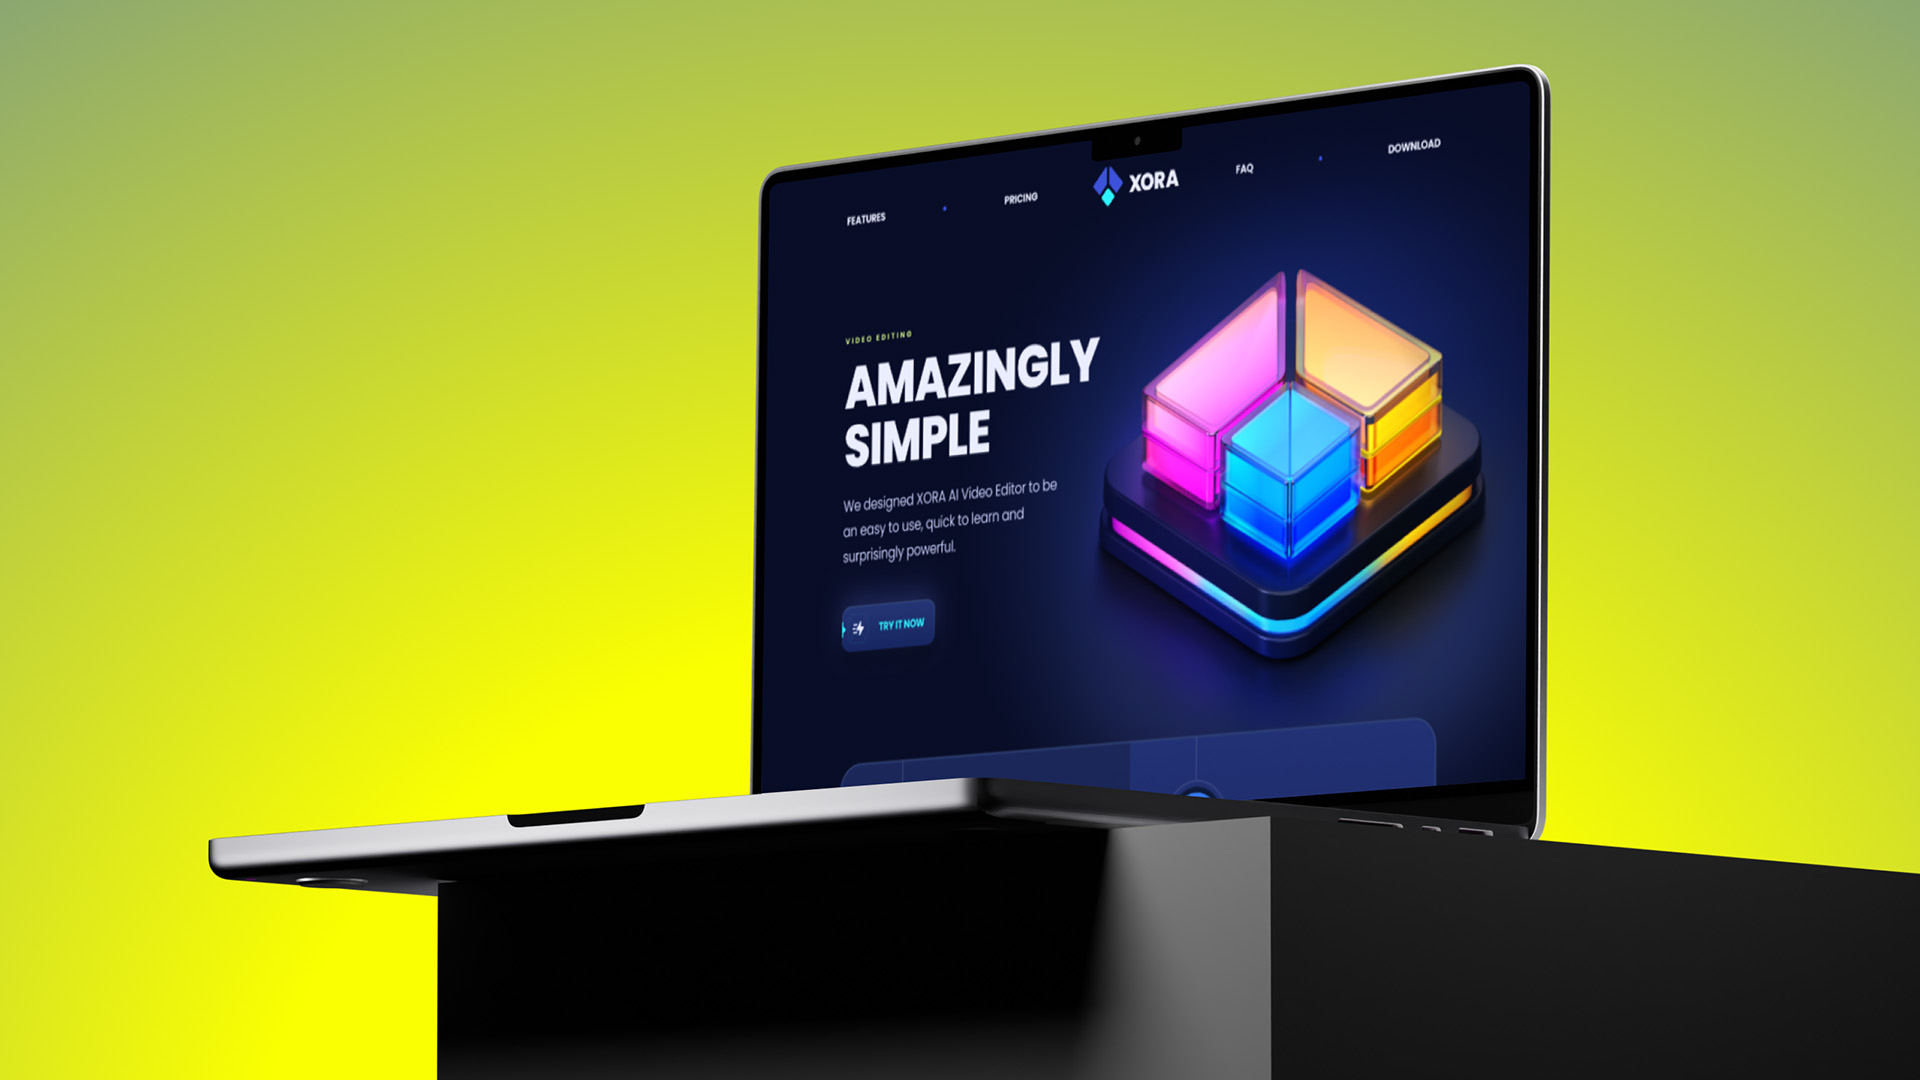 FEATURES
PRICING
XORA
FAQ
DOWNLOAD
VIDEO EDITING
AMAZINGLY
SIMPLE
We designed XORA AI Video Editor to be
an easy to use, quick to learn and
surprisingly powerful.
TRY IT NOW